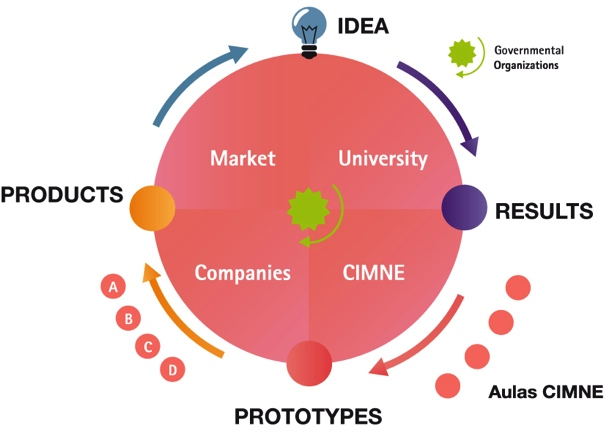 IDEA
Governmental
Organizations
Market
University
PRODUCTS
RESULTS
Companies
CIMNE
A
B
C
D
Aulas CIMNE
PROTOTYPES